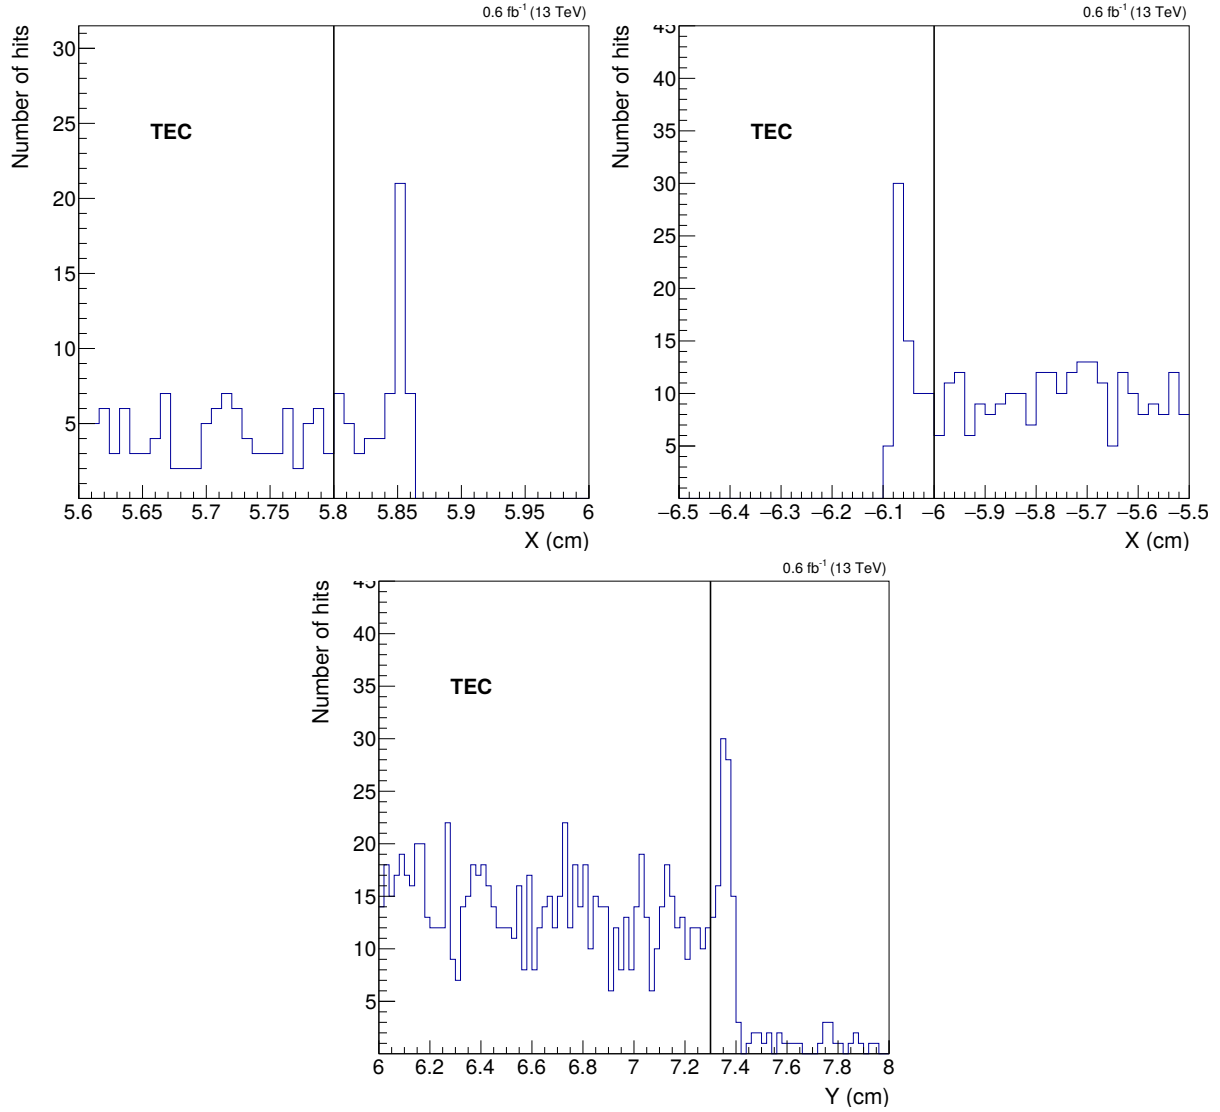 0.6 fb-1 (13 TeV)
Number of hits
TEC
30
25
20
15
10
5
5.6 5.65 5.7 5.75 5.8 5.85 5.9 5.95 6
X (cm)
0.6 fb-1 (13 TeV)
Number of hits
TEC
45
40
35
30
25
20
15
10
5
−6.5 −6.4 −6.3 −6.2 −6.1 −6 −5.9 −5.8 −5.7 −5.6 −5.5
X (cm)
0.6 fb-1 (13 TeV)
Number of hits
TEC
45
40
35
30
25
20
15
10
5
6 6.2 6.4 6.6 6.8 7 7.2 7.4 7.6 7.8 8
Y (cm)